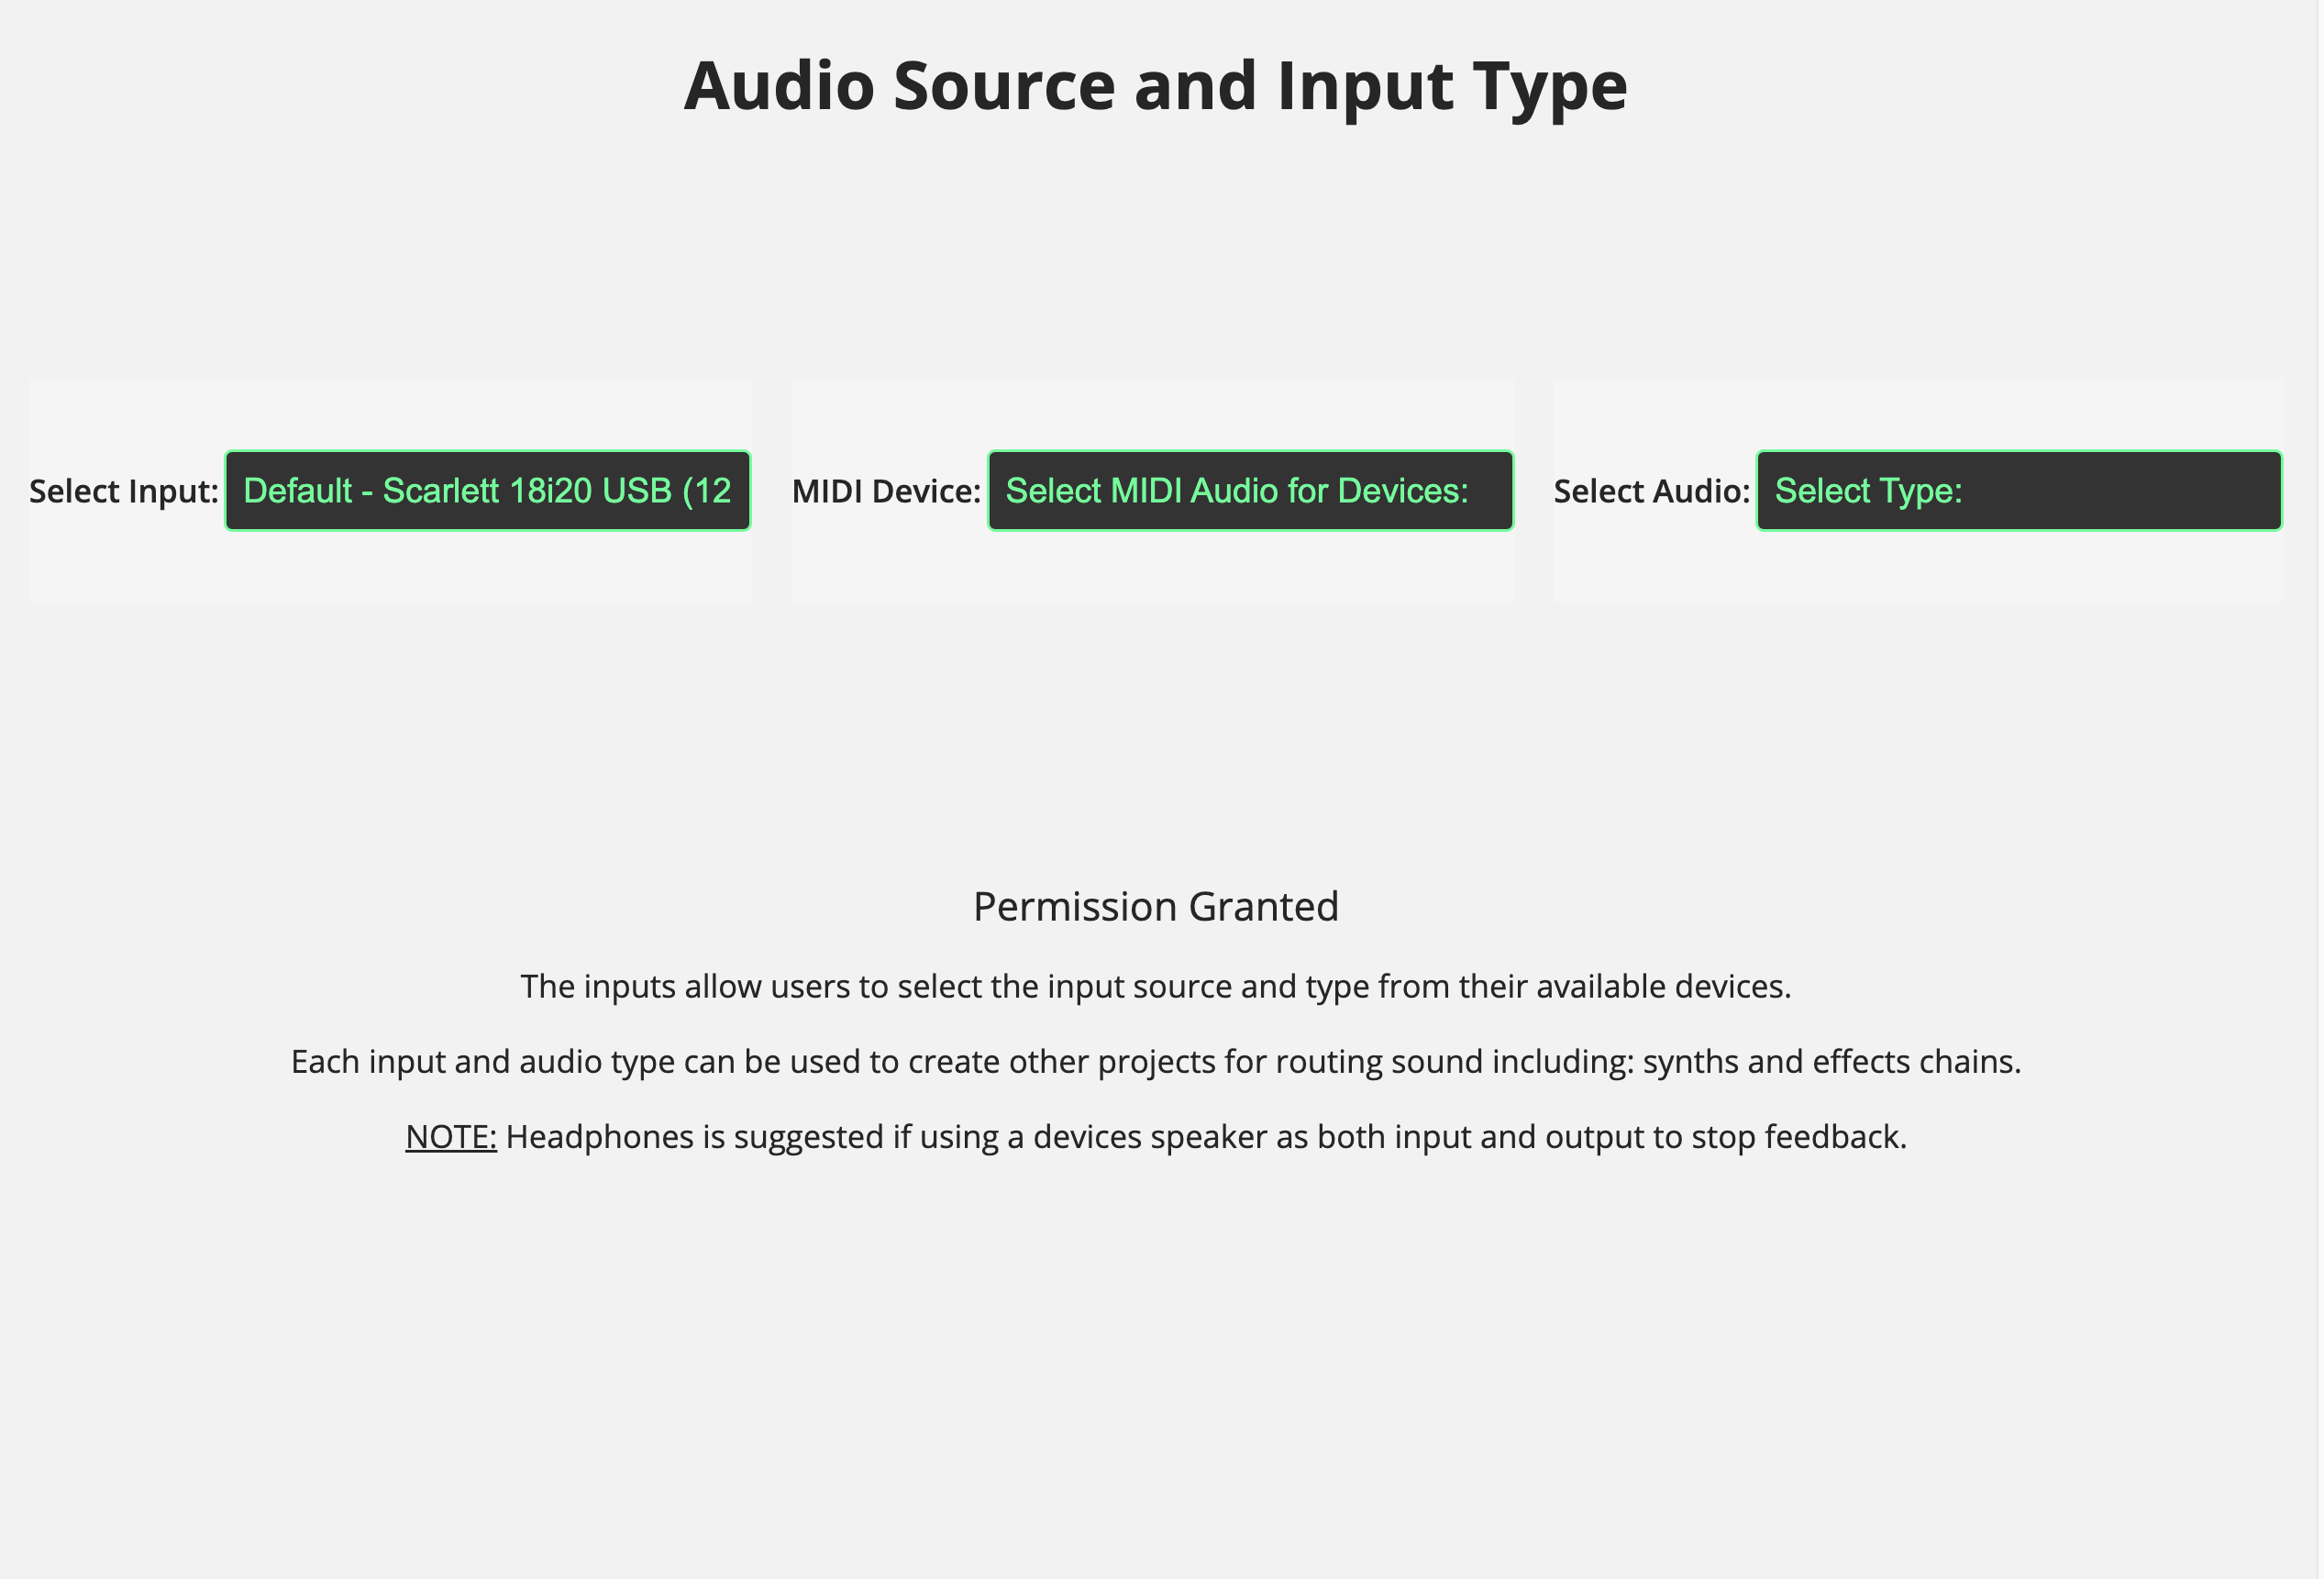 Audio Source and Input Type
Select Input: Default - Scarlett 18i20 USB (12
MIDI Device: Select MIDI Audio for Devices:
Select Audio: Select Type:
Permission Granted
The inputs allow users to select the input source and type from their available devices.
Each input and audio type can be used to create other projects for routing sound including: synths and effects chains.
NOTE: Headphones is suggested if using a devices speaker as both input and output to stop feedback.